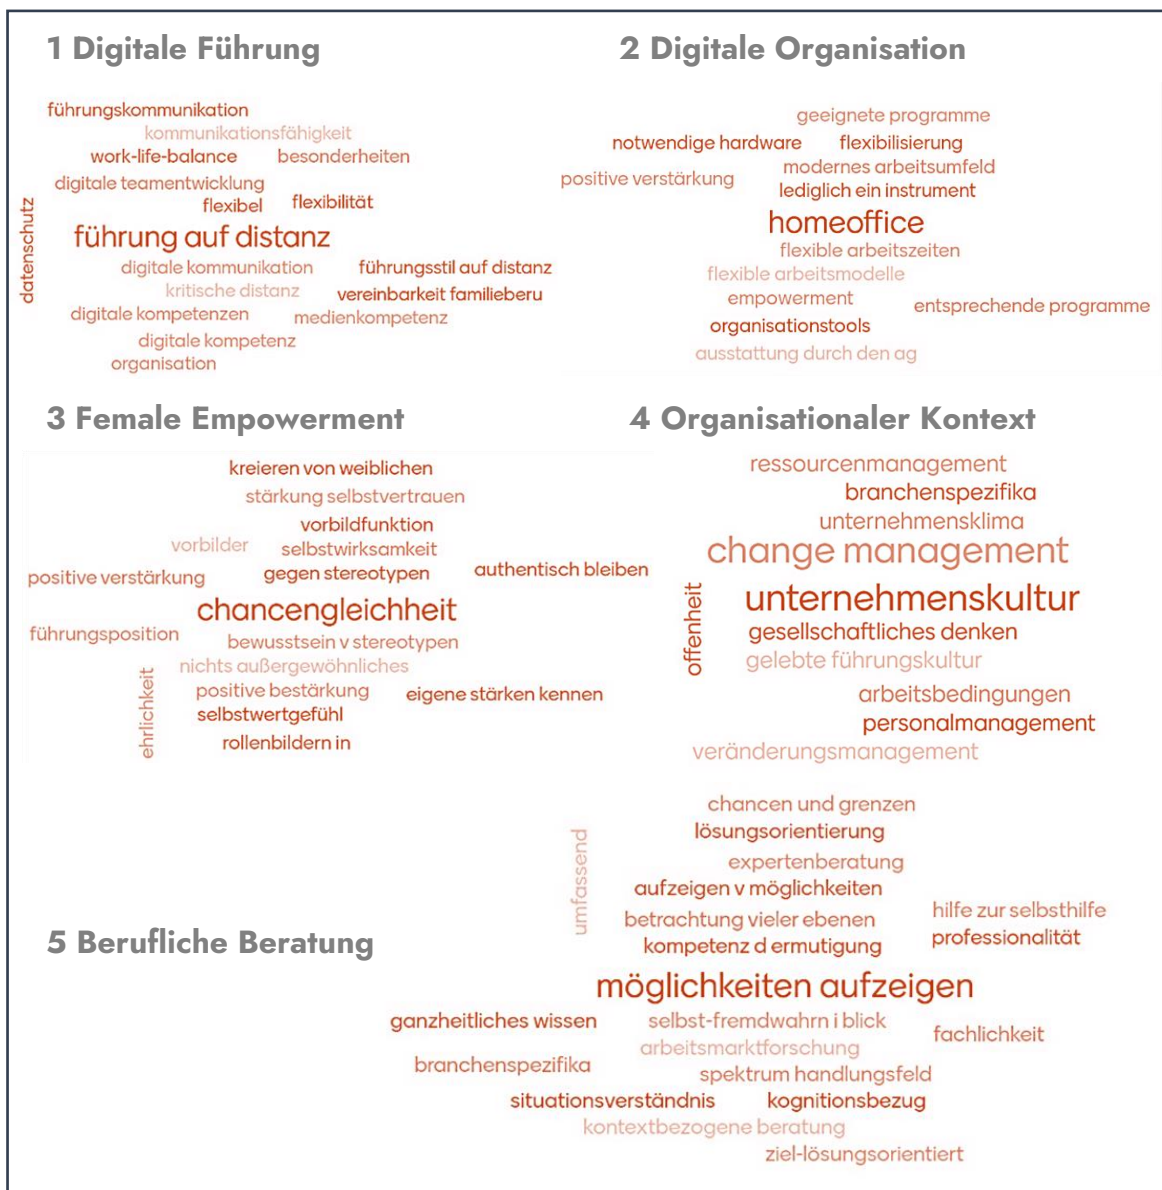 1 Digitale Führung
führungskommunikation
kommunikationsfähigkeit
work-life-balance
besonderheiten
digitale teamentwicklung
flexibel
flexibilität
datenschutz
führung auf distanz
digitale kommunikation
führungsstil auf distanz
kritische distanz
vereinbarkeit familieberu
digitale kompetenzen
medienkompetenz
digitale kompetenz
organisation
2 Digitale Organisation
geeignete programme
notwendige hardware
flexibilisierung
modernes arbeitsumfeld
positive verstärkung
lediglich ein instrument
homeoffice
flexible arbeitszeiten
flexible arbeitsmodelle
empowerment
entsprechende programme
organisationstools
ausstattung durch den ag
3 Female Empowerment
kreieren von weiblichen
stärkung selbstvertrauen
vorbildfunktion
vorbilder
selbstwirksamkeit
positive verstärkung
gegen stereotypen
authentisch bleiben
chancengleichheit
führungsposition
bewusstsein v stereotypen
nichts außergewöhnliches
ehrlichkeit
positive bestärkung
eigene stärken kennen
selbstwertgefühl
rollenbildern in
4 Organisationaler Kontext
ressourcenmanagement
branchenspezifika
unternehmensklima
change management
offenheit
unternehmenskultur
gesellschaftliches denken
gelebte führungskultur
arbeitsbedingungen
personalmanagement
veränderungsmanagement
5 Berufliche Beratung
chancen und grenzen
lösungsorientierung
umfassend
expertenberatung
aufzeigen v möglichkeiten
betrachtung vieler ebenen
hilfe zur selbsthilfe
kompetenz d ermutigung
professionalität
möglichkeiten aufzeigen
ganzheitliches wissen
selbst-fremdwahrn i blick
fachlichkeit
arbeitsmarktforschung
branchenspezifika
spektrum handlungsfeld
situationsverständnis
kognitionsbezug
kontextbezogene beratung
ziel-lösungsorientiert